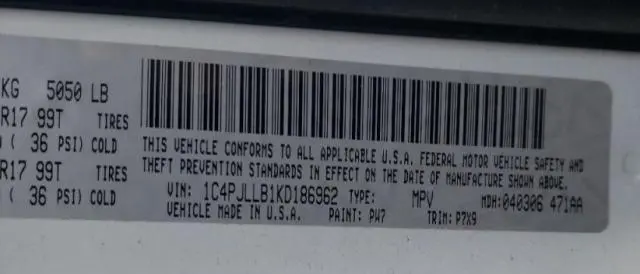 KG 5050 LB
R17 99T TIRES
( 36 PSI) COLD
R17 99T TIRES
( 36 PSI) COLD
THIS VEHICLE CONFORMS TO ALL APPLICABLE U.S.A. FEDERAL MOTOR VEHICLE SAFETY AND
THEFT PREVENTION STANDARDS IN EFFECT ON THE DATE OF MANUFACTURE SHOWN ABOVE.
VIN: 1C4PJLLB1KD186962 TYPE: MPV MDH: 040306 471AA
VEHICLE MADE IN U.S.A. PAINT: PW7 TRIM: P7X9